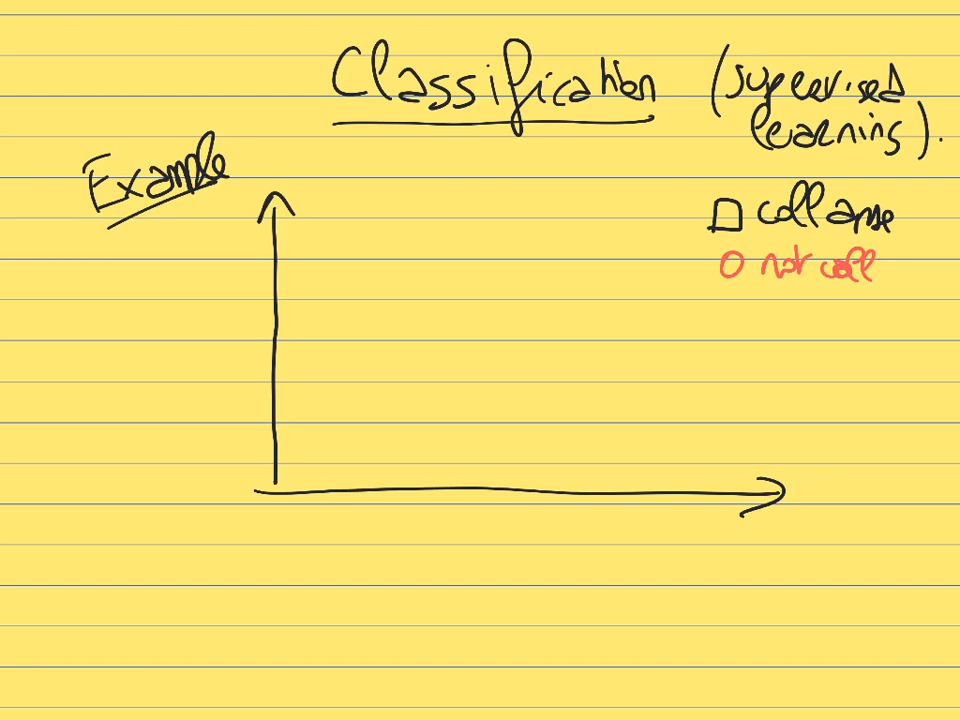 Classification
(supervised
learning).
Example
collapse
not coll